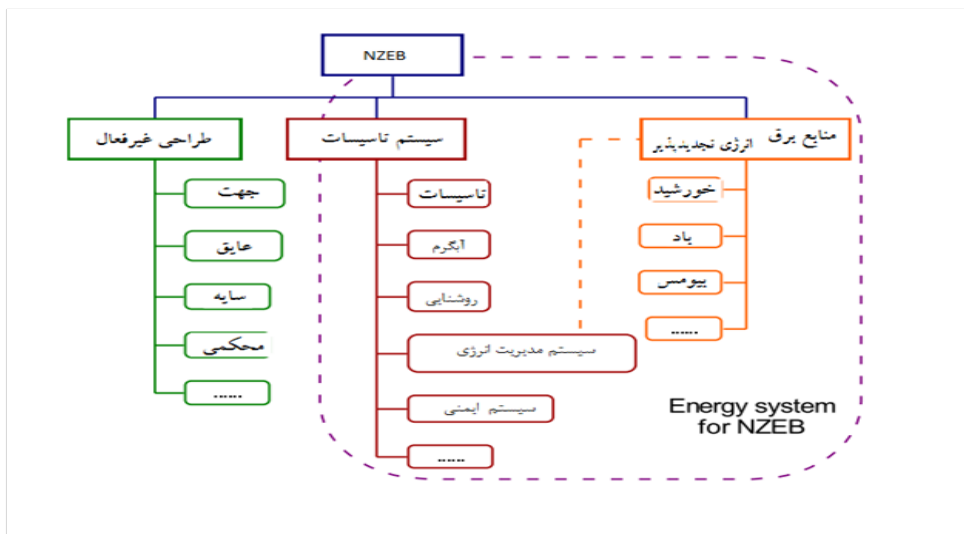 NZEB
طراحی غیرفعال
جهت
عایق
سایه
محکمی
......
سیستم تاسیسات
تاسیسات
آبگرم
روشنایی
سیستم مدیریت انرژی
سیستم ایمنی
......
منابع برق انرژی تجدیدپذیر
خورشید
باد
بیومس
......
Energy system
for NZEB